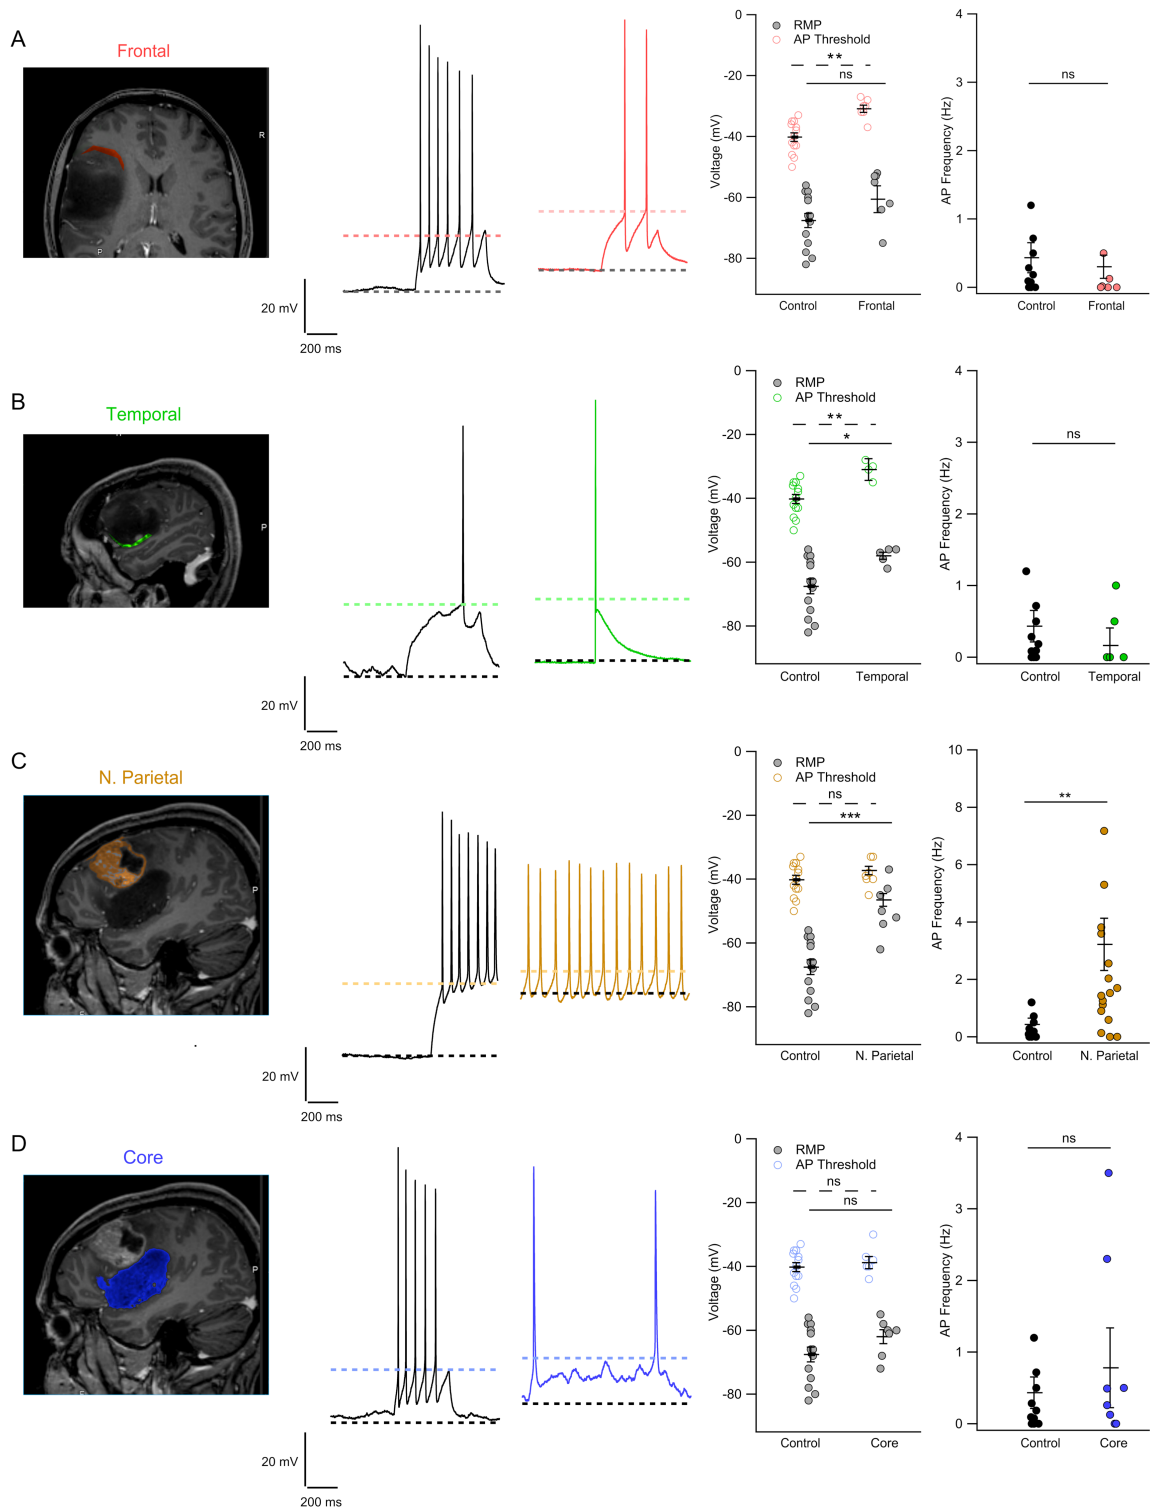 A
Frontal
R
P
20 mV
200 ms
0
-20
-40
-60
-80
Voltage (mV)
RMP
AP Threshold
**
ns
Control
Frontal
4
3
2
1
0
AP Frequency (Hz)
ns
Control
Frontal
B
Temporal
P
20 mV
200 ms
0
-20
-40
-60
-80
Voltage (mV)
RMP
AP Threshold
**
*
Control
Temporal
4
3
2
1
0
AP Frequency (Hz)
ns
Control
Temporal
C
N. Parietal
P
20 mV
200 ms
0
-20
-40
-60
-80
Voltage (mV)
RMP
AP Threshold
ns
***
Control
N. Parietal
10
8
6
4
2
0
AP Frequency (Hz)
**
Control
N. Parietal
D
Core
P
20 mV
200 ms
0
-20
-40
-60
-80
Voltage (mV)
RMP
AP Threshold
ns
ns
Control
Core
4
3
2
1
0
AP Frequency (Hz)
ns
Control
Core